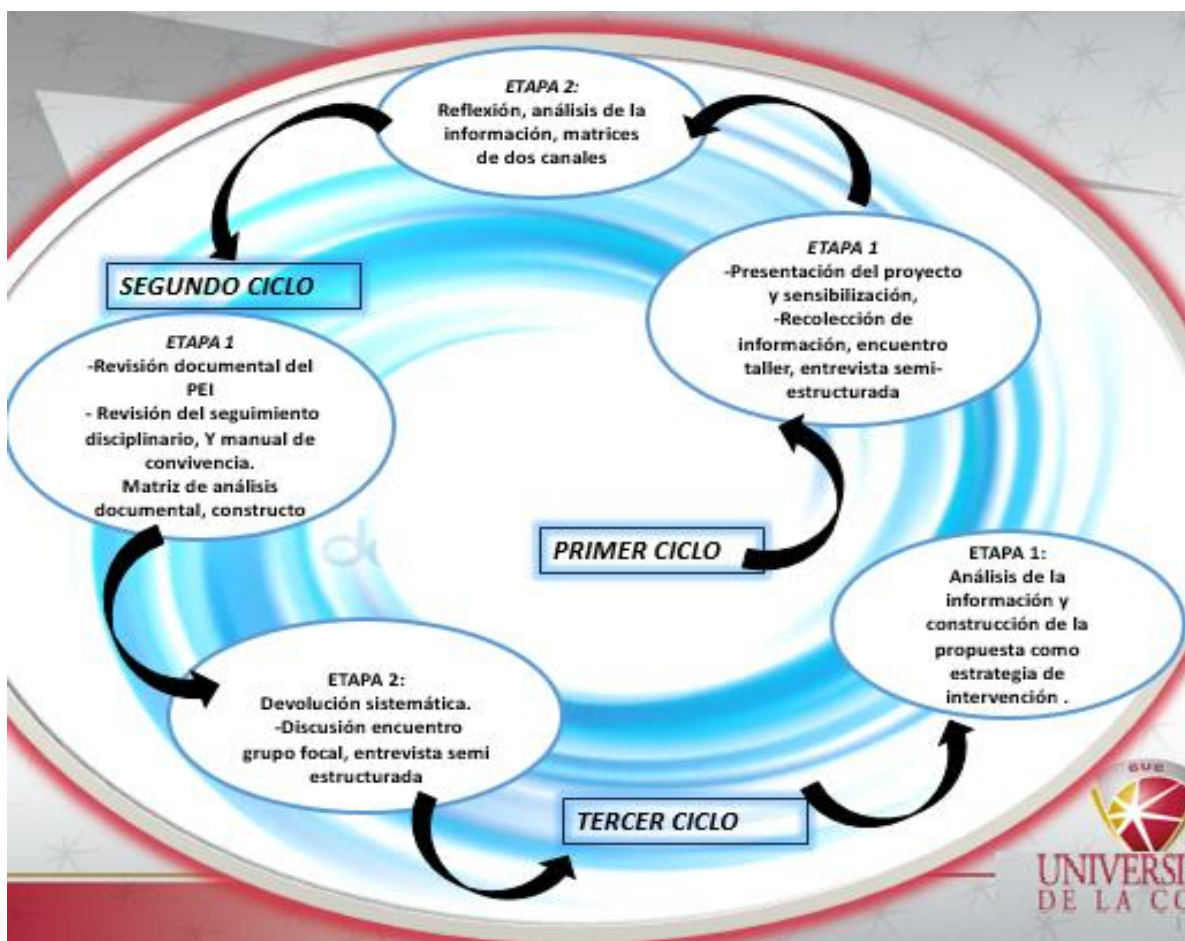 ETAPA 2:
Reflexión, análisis de la
información, matrices
de dos canales
ETAPA 1
-Presentación del proyecto
y sensibilización,
-Recolección de
información, encuentro
taller, entrevista semi-
estructurada
SEGUNDO CICLO
ETAPA 1
-Revisión documental del
PEI
- Revisión del seguimiento
disciplinario, Y manual de
convivencia.
Matriz de análisis
documental, constructo
PRIMER CICLO
ETAPA 1:
Análisis de la
información y
construcción de la
propuesta como
estrategia de
intervención .
ETAPA 2:
Devolución sistemática.
-Discusión encuentro
grupo focal, entrevista semi
estructurada
TERCER CICLO
CUC
UNIVERSI
DE LA CO